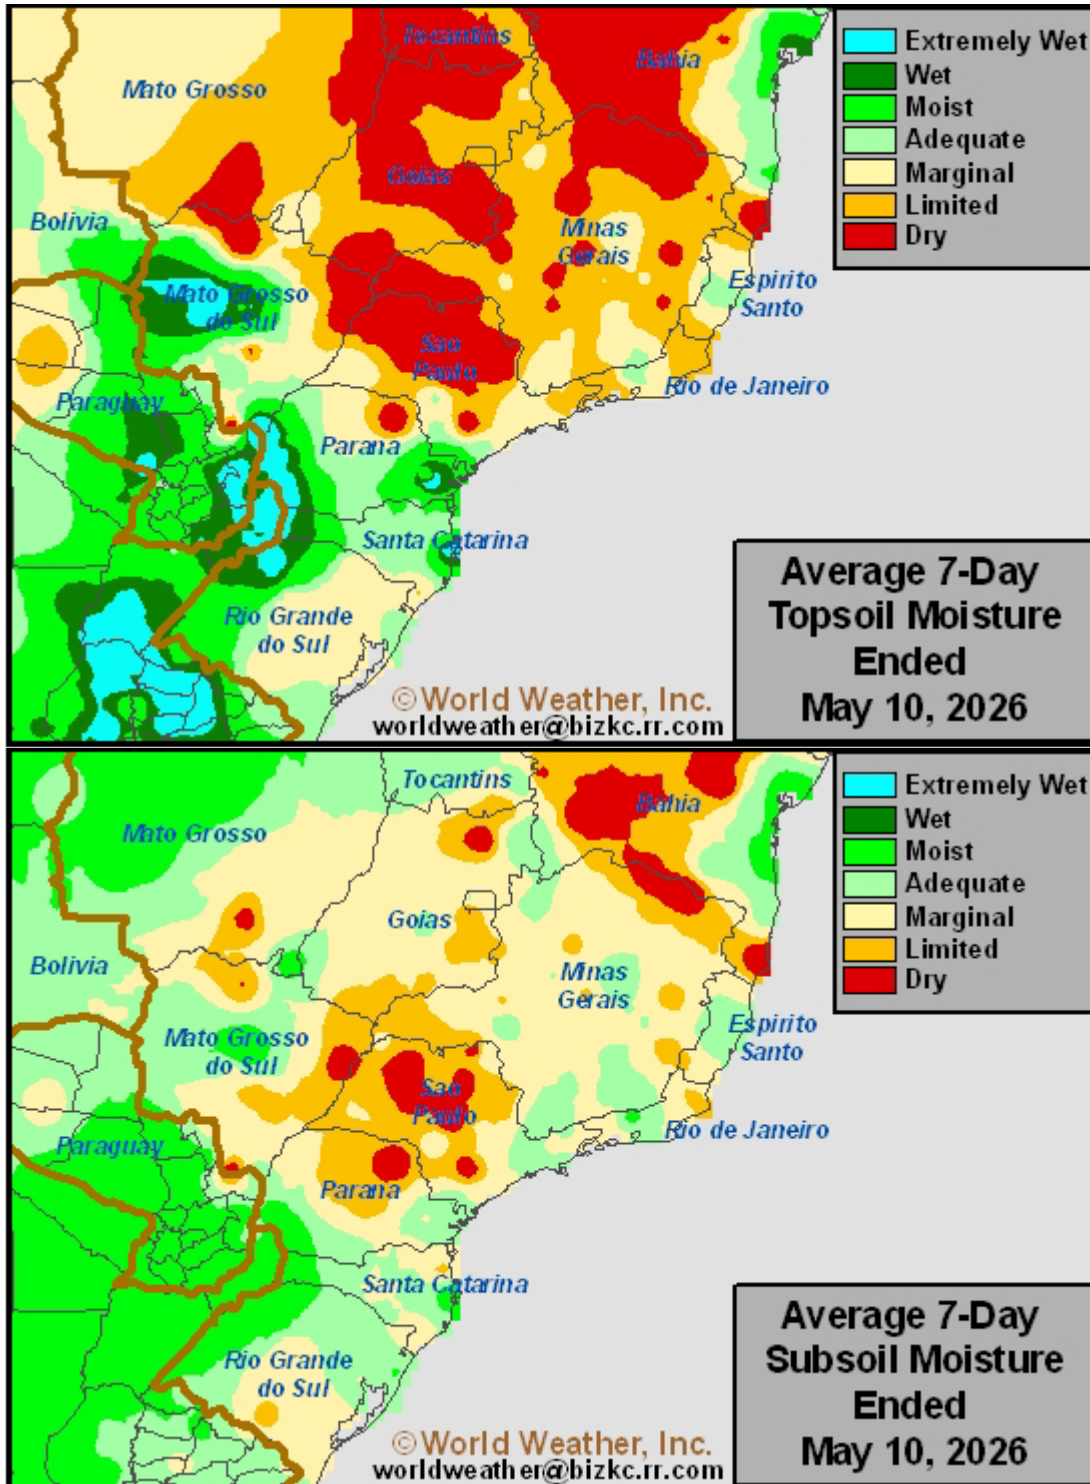 Tocantins
Bahia
Mato Grosso
Goias
Bolivia
Minas
Gerais
Espirito
Santo
Mato Grosso
do Sul
Sao
Paulo
Rio de Janeiro
Paraguay
Parana
Santa Catarina
Rio Grande
do Sul
Extremely Wet
Wet
Moist
Adequate
Marginal
Limited
Dry
Average 7-Day
Topsoil Moisture
Ended
May 10, 2026
©World Weather, Inc.
worldweather@bizkc.rr.com
Tocantins
Bahia
Mato Grosso
Goias
Bolivia
Minas
Gerais
Espirito
Santo
Mato Grosso
do Sul
Sao
Paulo
Rio de Janeiro
Paraguay
Parana
Santa Catarina
Rio Grande
do Sul
Extremely Wet
Wet
Moist
Adequate
Marginal
Limited
Dry
Average 7-Day
Subsoil Moisture
Ended
May 10, 2026
©World Weather, Inc.
worldweather@bizkc.rr.com